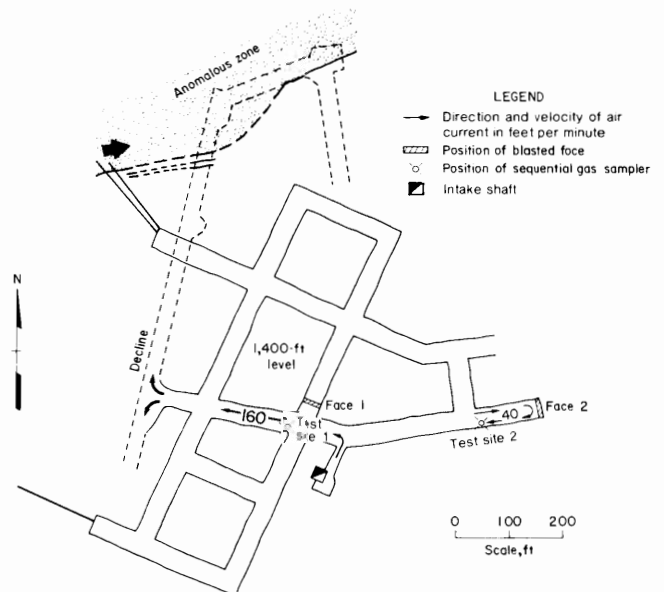 Anomalous zone
LEGEND
Direction and velocity of air
current in feet per minute
Position of blasted face
Position of sequential gas sampler
Intake shaft
N
Decline
1,400-ft
level
Face 1
160
Test
site 1
40
Face 2
Test site 2
0 100 200
Scale, ft